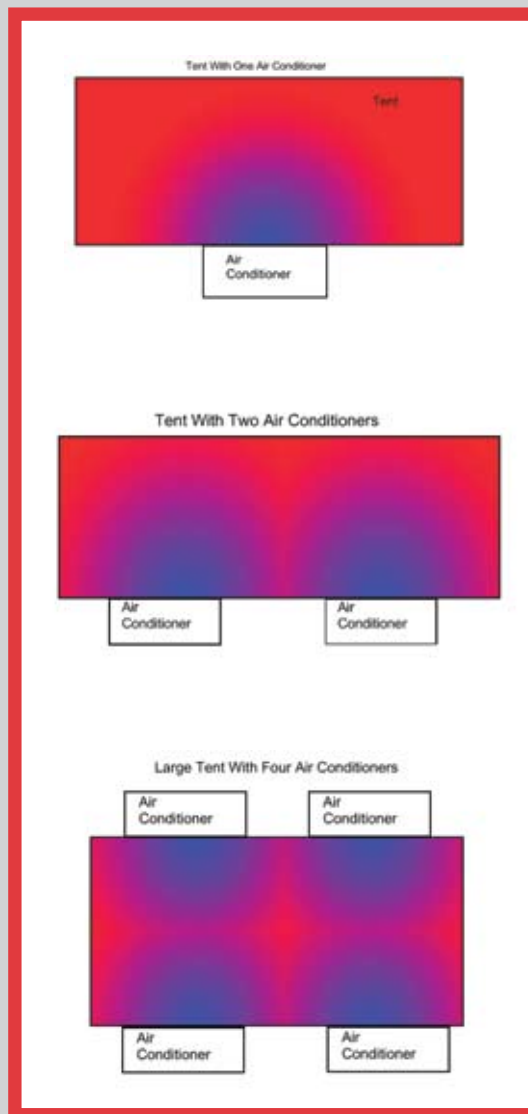 Tent With One Air Conditioner
Tent
Air
Conditioner
Tent With Two Air Conditioners
Air
Conditioner
Air
Conditioner
Large Tent With Four Air Conditioners
Air
Conditioner
Air
Conditioner
Air
Conditioner
Air
Conditioner